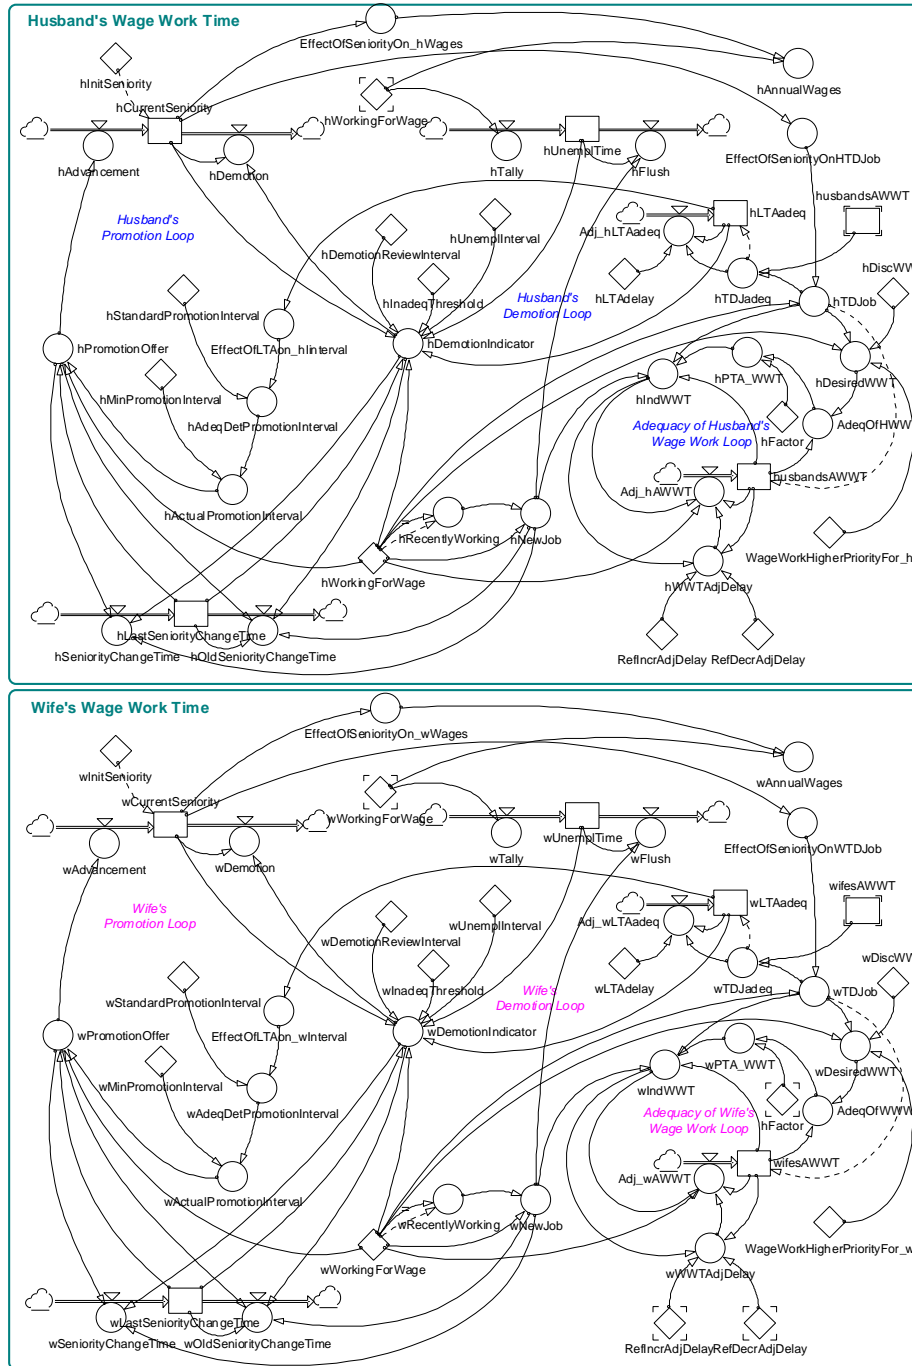 Husband's Wage Work Time
EffectOfSeniorityOn_hWages
hInitSeniority
hAnnualWages
hCurrentSeniority
hWorkingForWage
hAdvancement
hDemotion
hTally
hUnemplTime
hFlush
EffectOfSeniorityOnHTDJob
husbandsAWWT
Husband's
Promotion Loop
hDemotionReviewInterval
hUnemplInterval
hLTAadeq
Adj_hLTAadeq
hDiscWW
hLTAdelay
hTDJadeq
hTDJob
hStandardPromotionInterval
hInadeqThreshold
Husband's
Demotion Loop
hPromotionOffer
EffectOfLTAon_hIinterval
hDemotionIndicator
hPTA_WWT
hDesiredWWT
hMinPromotionInterval
hIndWWT
hAdeqDetPromotionInterval
hFactor
AdeqOfHWW
Adequacy of Husband's
Wage Work Loop
husbandsAWWT
Adj_hAWWT
hActualPromotionInterval
hRecentlyWorking
hNewJob
WageWorkHigherPriorityFor_h
hWorkingForWage
hWWTAdjDelay
hLastSeniorityChangeTime
hSeniorityChangeTime
hOldSeniorityChangeTime
RefIncrAdjDelay
RefDecrAdjDelay
Wife's Wage Work Time
EffectOfSeniorityOn_wWages
wInitSeniority
wAnnualWages
wCurrentSeniority
wWorkingForWage
wAdvancement
wDemotion
wTally
wUnemplTime
wFlush
EffectOfSeniorityOnWTDJob
wifesAWWT
Wife's
Promotion Loop
wDemotionReviewInterval
wUnemplInterval
wLTAadeq
Adj_wLTAadeq
wDiscWW
wLTAdelay
wTDJadeq
wTDJob
wStandardPromotionInterval
wInadeqThreshold
Wife's
Demotion Loop
wPromotionOffer
EffectOfLTAon_wInterval
wDemotionIndicator
wPTA_WWT
wDesiredWWT
wMinPromotionInterval
wIndWWT
wAdeqDetPromotionInterval
hFactor
AdeqOfWWW
Adequacy of Wife's
Wage Work Loop
wifesAWWT
Adj_wAWWT
wActualPromotionInterval
wRecentlyWorking
wNewJob
WageWorkHigherPriorityFor_w
wWorkingForWage
wWWTAdjDelay
wLastSeniorityChangeTime
wSeniorityChangeTime
wOldSeniorityChangeTime
RefIncrAdjDelay
RefDecrAdjDelay